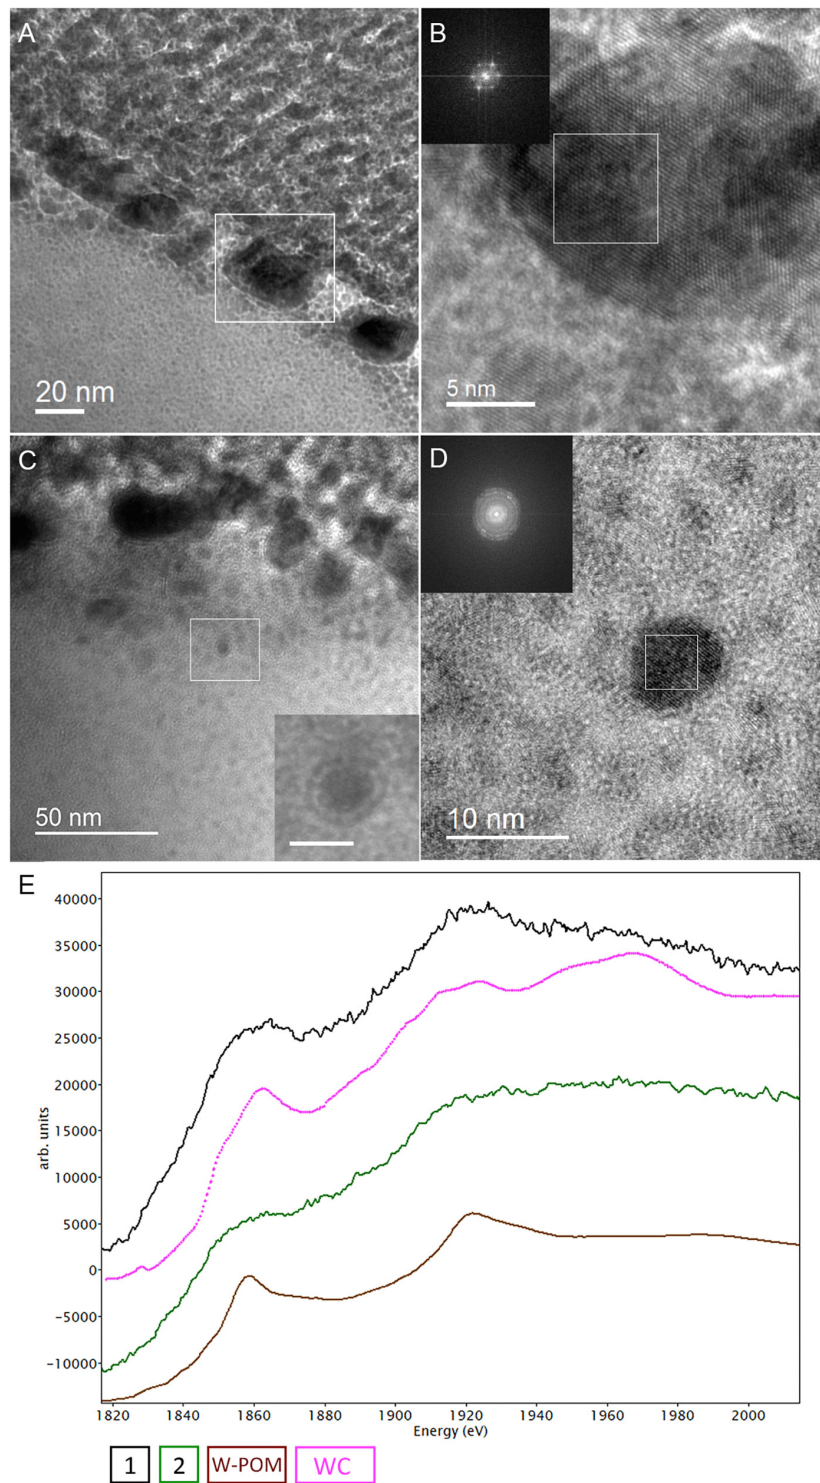 A
20 nm
B
5 nm
C
50 nm
D
10 nm
E
40000
35000
30000
25000
20000
15000
10000
5000
0
−5000
−10000
arb. units
1820 1840 1860 1880 1900 1920 1940 1960 1980 2000
Energy (eV)
1 2 W-POM WC